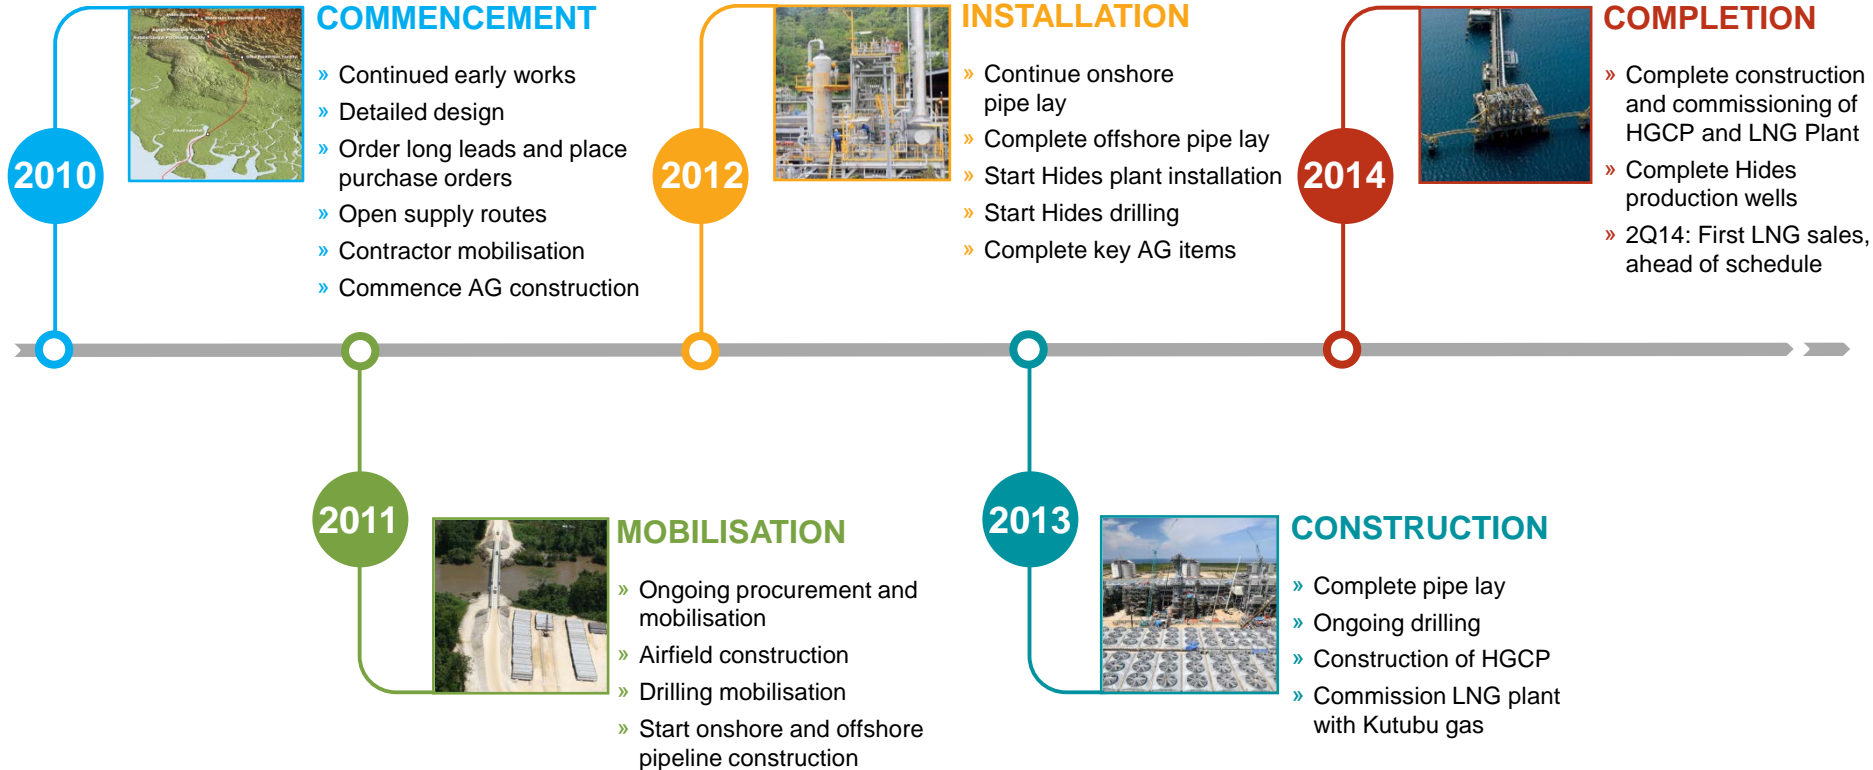 2010
COMMENCEMENT
» Continued early works
» Detailed design
» Order long leads and place
purchase orders
» Open supply routes
» Contractor mobilisation
» Commence AG construction
2011
MOBILISATION
» Ongoing procurement and
mobilisation
» Airfield construction
» Drilling mobilisation
» Start onshore and offshore
pipeline construction
2012
INSTALLATION
» Continue onshore
pipe lay
» Complete offshore pipe lay
» Start Hides plant installation
» Start Hides drilling
» Complete key AG items
2013
CONSTRUCTION
» Complete pipe lay
» Ongoing drilling
» Construction of HGCP
» Commission LNG plant
with Kutubu gas
2014
COMPLETION
» Complete construction
and commissioning of
HGCP and LNG Plant
» Complete Hides
production wells
» 2Q14: First LNG sales,
ahead of schedule